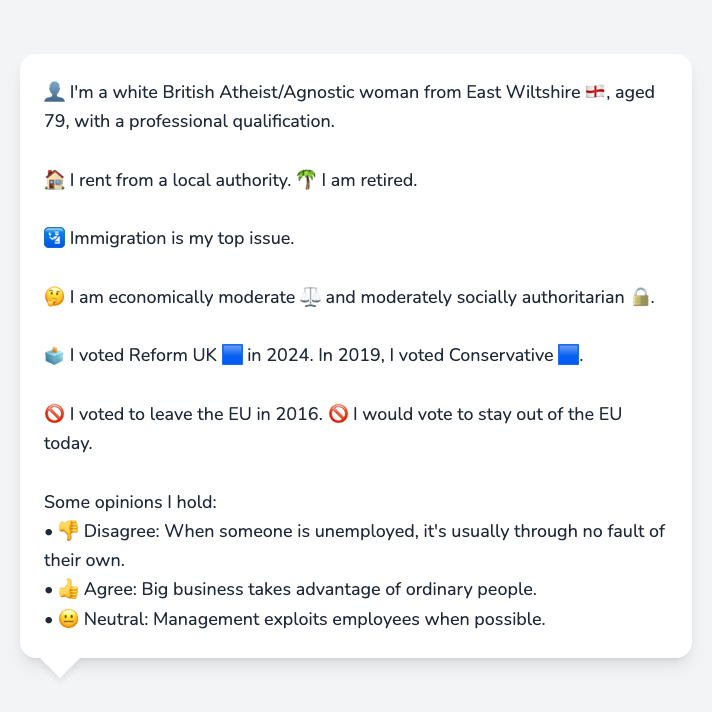 👤 I'm a white British Atheist/Agnostic woman from East Wiltshire 🏴󠁧󠁢󠁥󠁮󠁧󠁿, aged
79, with a professional qualification.
🏠 I rent from a local authority. 🌴 I am retired.
🛂 Immigration is my top issue.
🤔 I am economically moderate ⚖️ and moderately socially authoritarian 🔒.
🗳️ I voted Reform UK 🟦 in 2024. In 2019, I voted Conservative 🟦.
🚫 I voted to leave the EU in 2016. 🚫 I would vote to stay out of the EU
today.
Some opinions I hold:
• 👎 Disagree: When someone is unemployed, it's usually through no fault of
their own.
• 👍 Agree: Big business takes advantage of ordinary people.
• 😐 Neutral: Management exploits employees when possible.